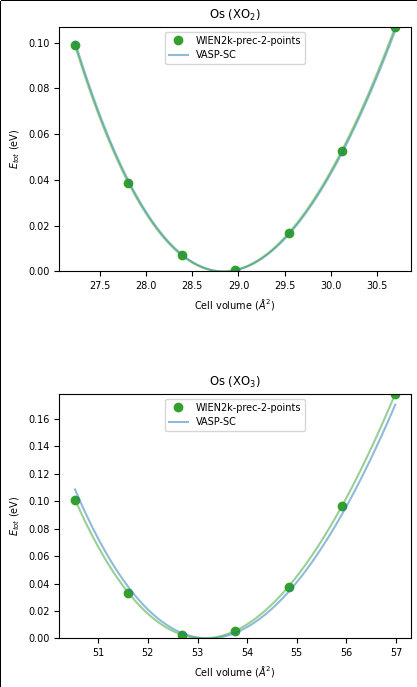 Os (XO₂)
WIEN2k-prec-2-points
VASP-SC
0.10
0.08
0.06
0.04
0.02
0.00
E_tot (eV)
27.5 28.0 28.5 29.0 29.5 30.0 30.5
Cell volume (Å²)
Os (XO₃)
WIEN2k-prec-2-points
VASP-SC
0.16
0.14
0.12
0.10
0.08
0.06
0.04
0.02
0.00
E_tot (eV)
51 52 53 54 55 56 57
Cell volume (Å²)